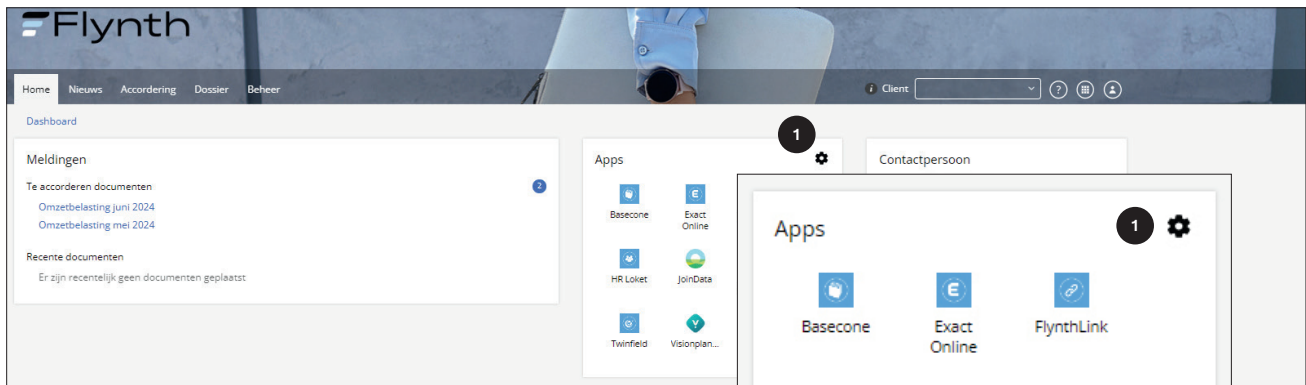 Flynth
Home Nieuws Accordering Dossier Beheer
i Client ?
Dashboard
Meldingen
Te accorderen documenten 2
Omzetbelasting juni 2024
Omzetbelasting mei 2024
Recente documenten
Er zijn recentelijk geen documenten geplaatst
1
Apps
Basecone Exact
Online
HR Loket JoinData
Twinfield Visionplan...
Contactpersoon
Apps 1
Basecone Exact FlynthLink
Online